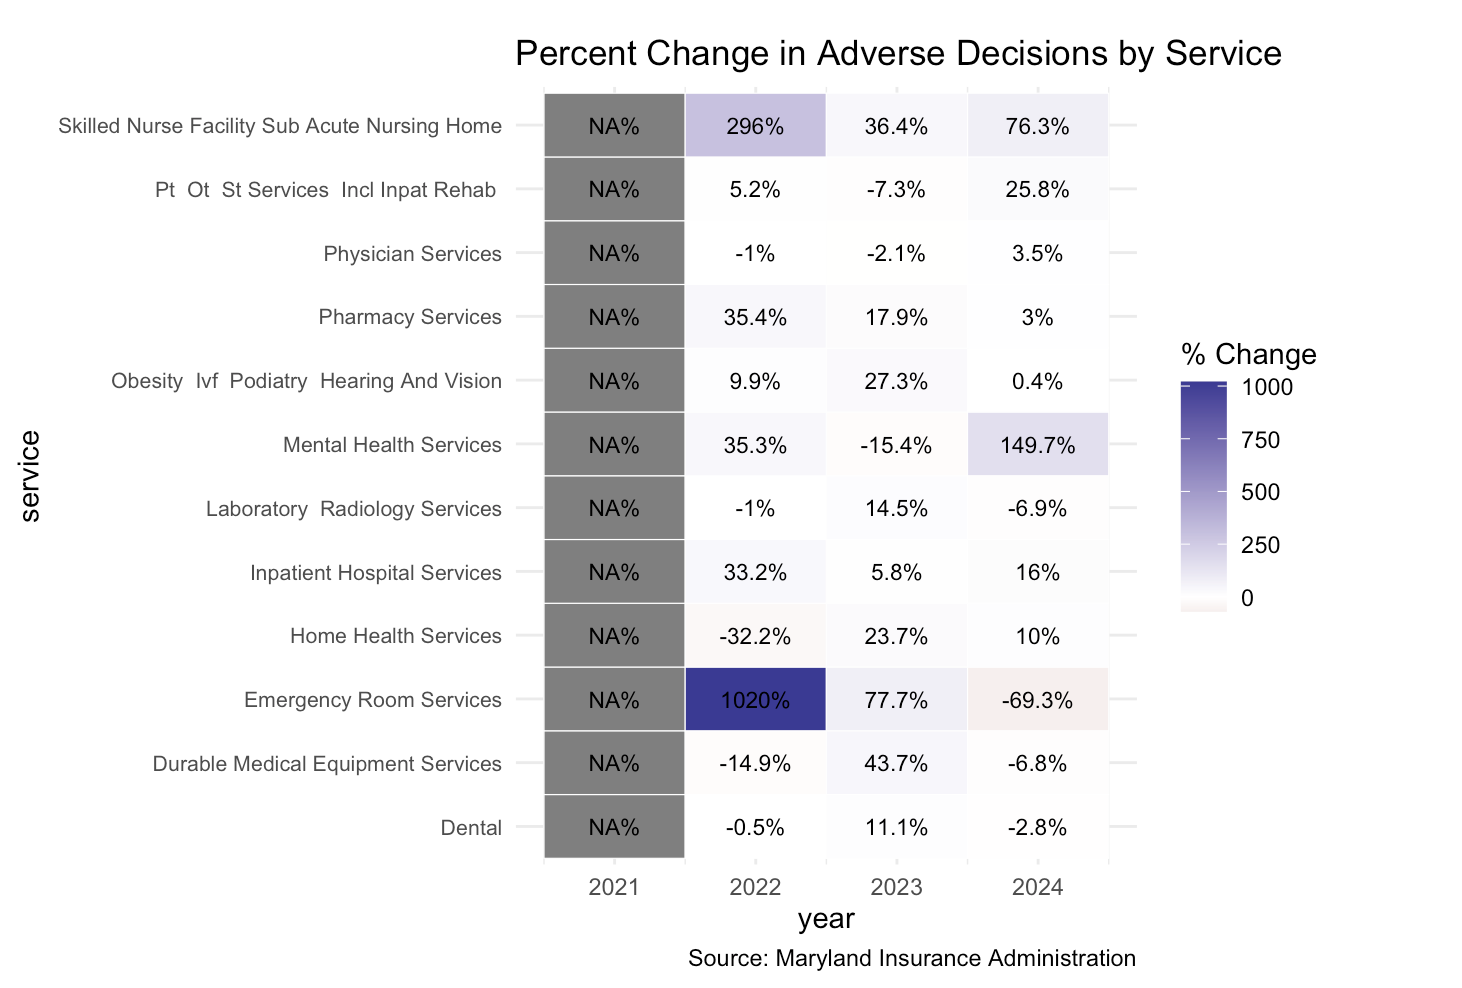 Percent Change in Adverse Decisions by Service
Skilled Nurse Facility Sub Acute Nursing Home NA% 296% 36.4% 76.3%
Pt  Ot  St Services  Incl Inpat Rehab NA% 5.2% -7.3% 25.8%
Physician Services NA% -1% -2.1% 3.5%
Pharmacy Services NA% 35.4% 17.9% 3%
Obesity  Ivf  Podiatry  Hearing And Vision NA% 9.9% 27.3% 0.4%
Mental Health Services NA% 35.3% -15.4% 149.7%
Laboratory  Radiology Services NA% -1% 14.5% -6.9%
Inpatient Hospital Services NA% 33.2% 5.8% 16%
Home Health Services NA% -32.2% 23.7% 10%
Emergency Room Services NA% 1020% 77.7% -69.3%
Durable Medical Equipment Services NA% -14.9% 43.7% -6.8%
Dental NA% -0.5% 11.1% -2.8%
2021 2022 2023 2024
year
service
% Change
1000
750
500
250
0
Source: Maryland Insurance Administration